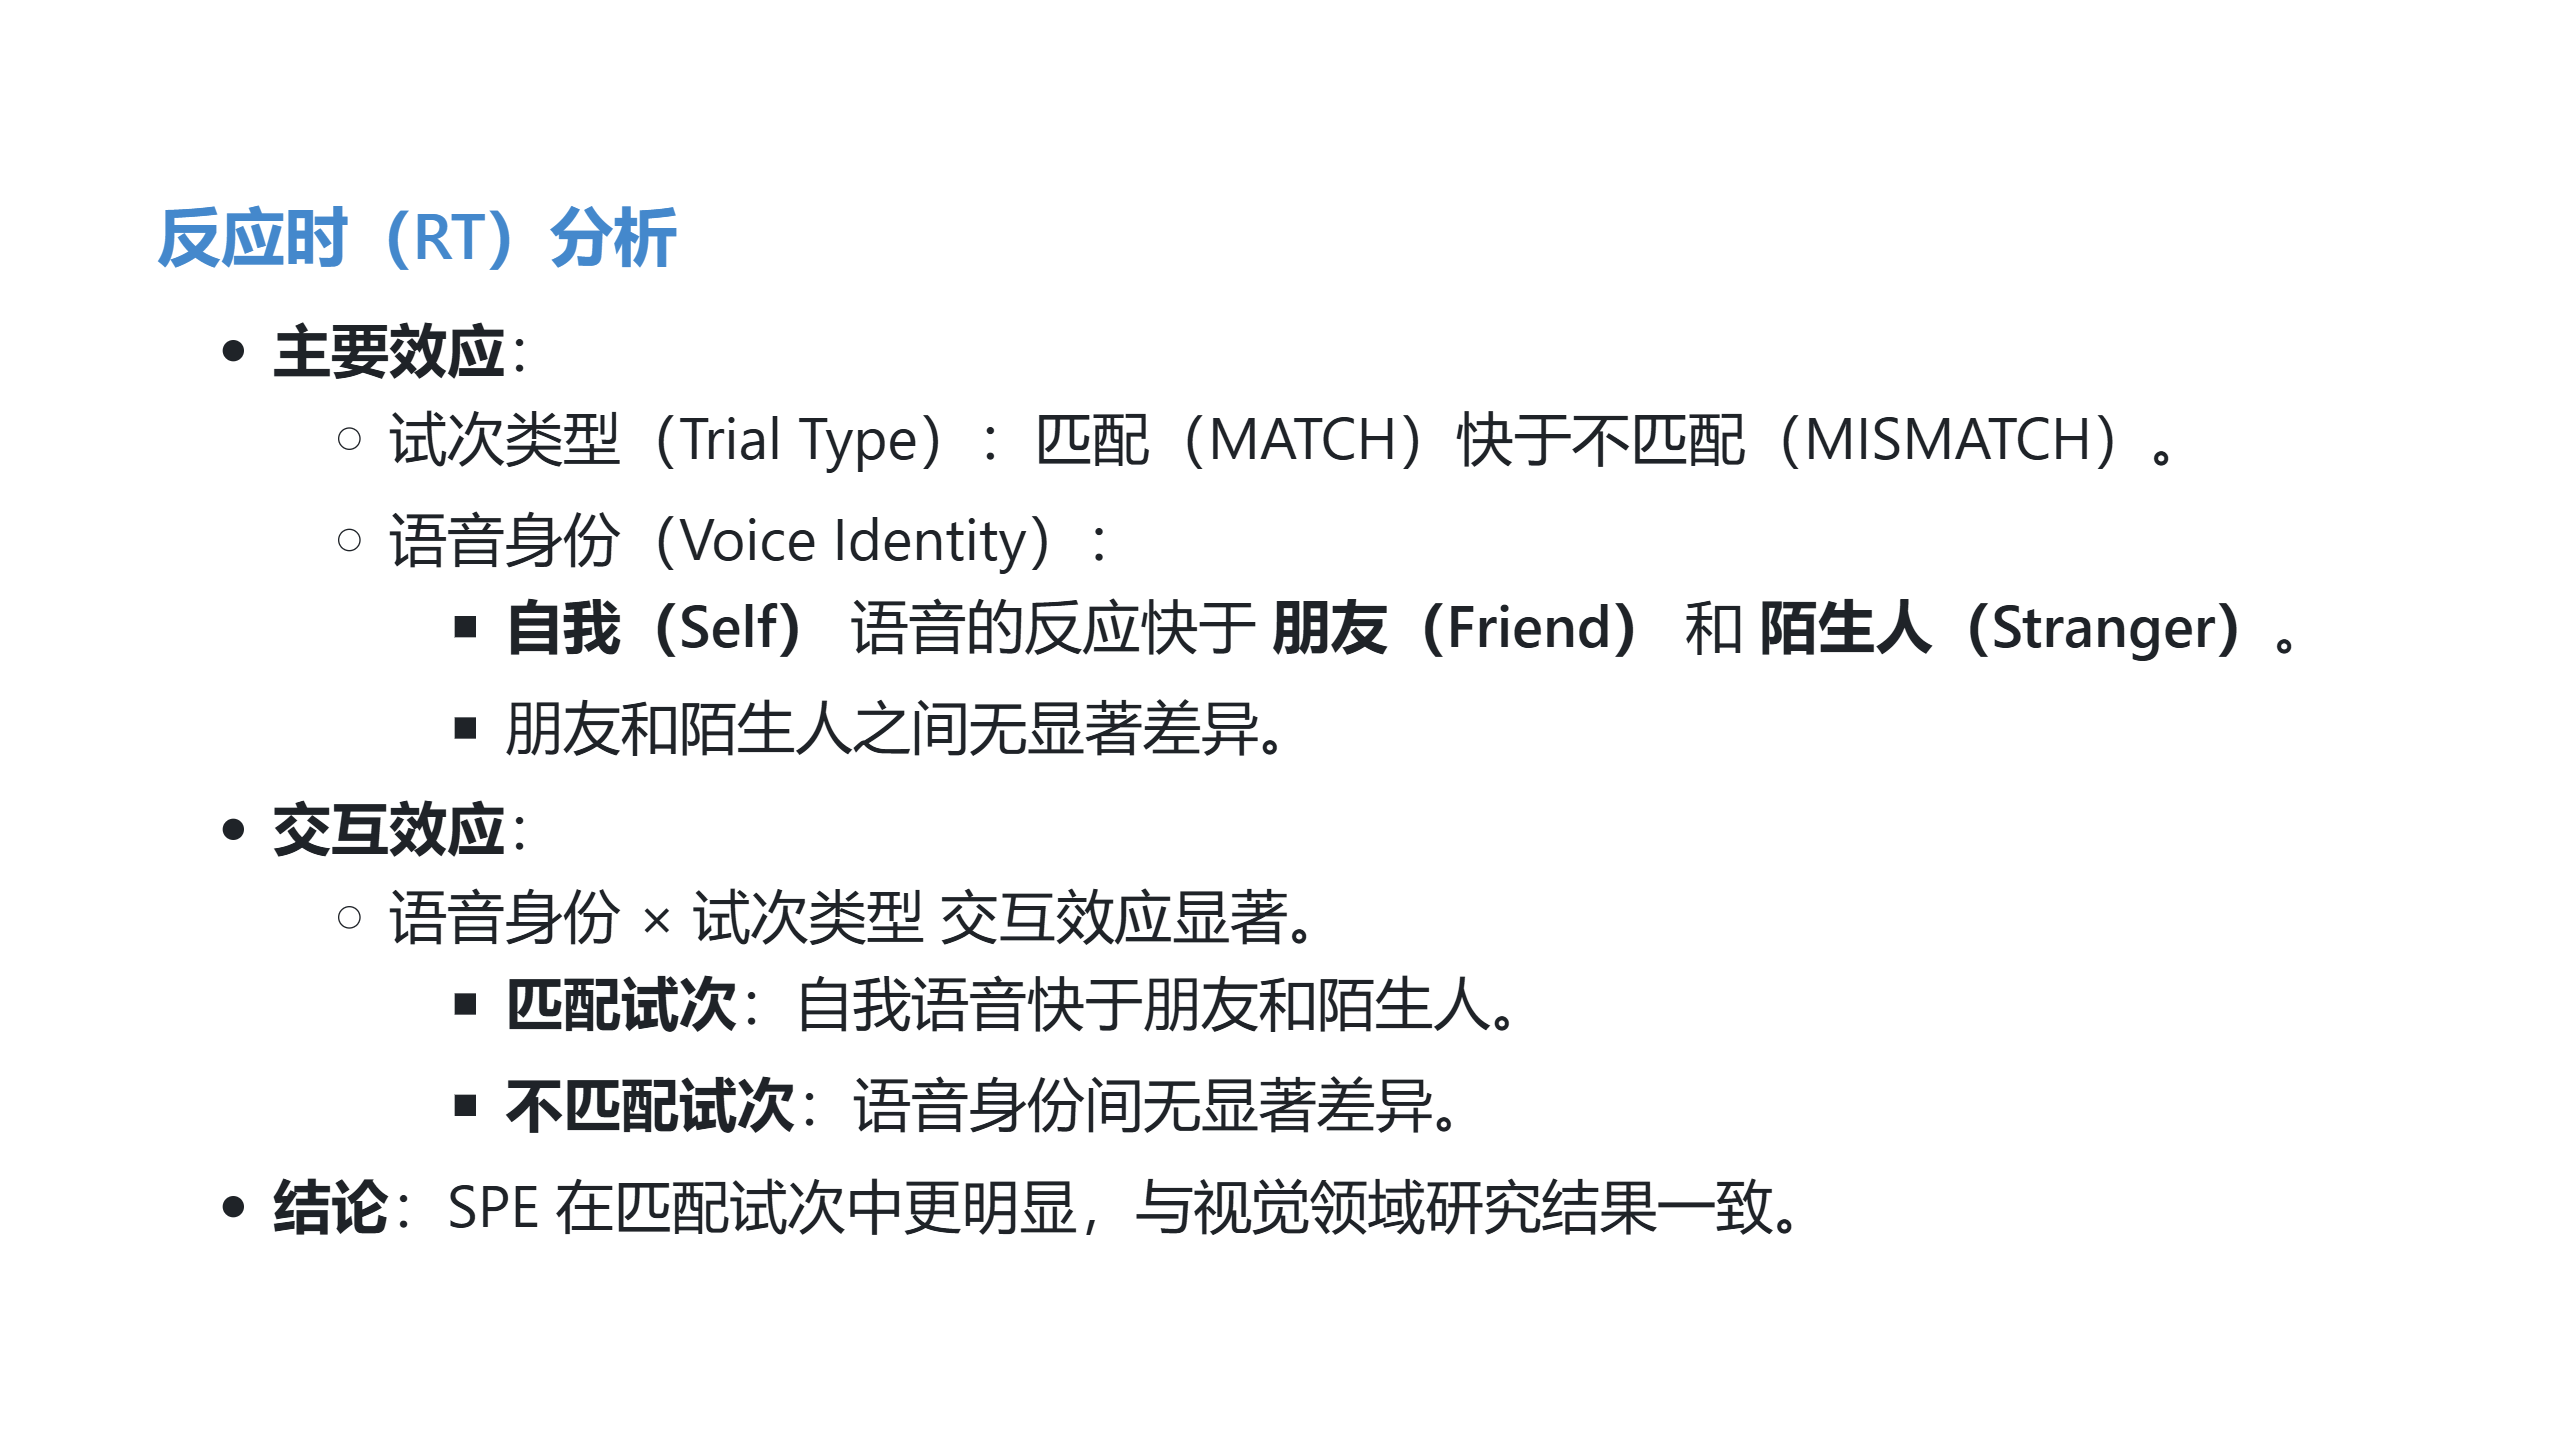 反应时（RT）分析
主要效应：
试次类型（Trial Type）：匹配（MATCH）快于不匹配（MISMATCH）。
语音身份（Voice Identity）：
自我（Self） 语音的反应快于 朋友（Friend） 和 陌生人（Stranger）。
朋友和陌生人之间无显著差异。
交互效应：
语音身份 × 试次类型 交互效应显著。
匹配试次：自我语音快于朋友和陌生人。
不匹配试次：语音身份间无显著差异。
结论：SPE 在匹配试次中更明显，与视觉领域研究结果一致。